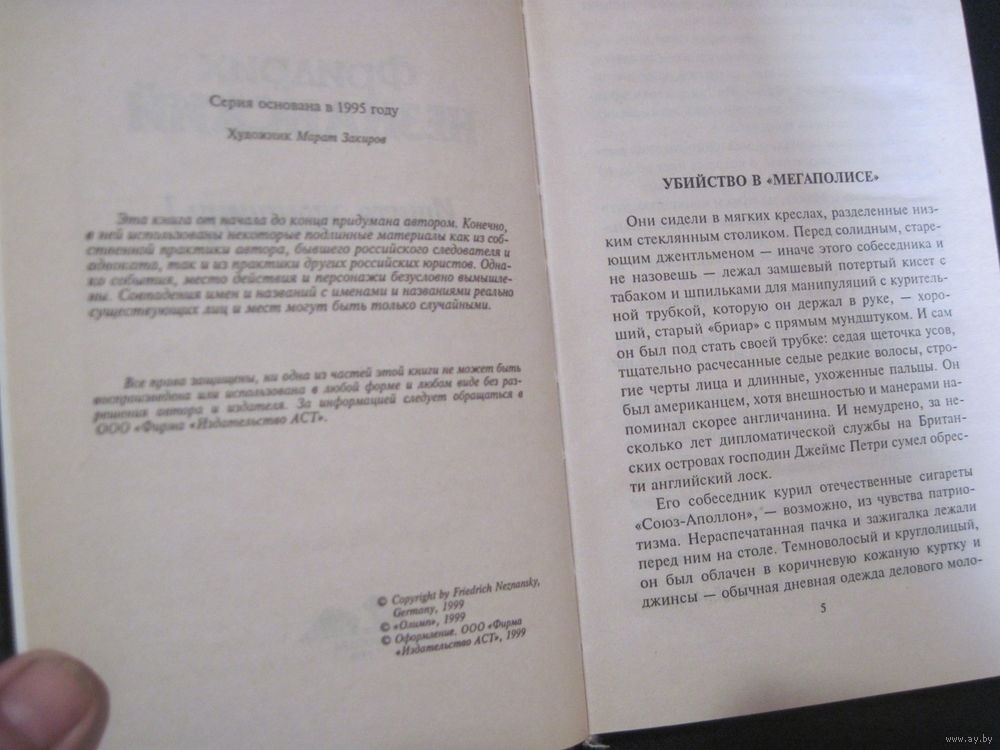 Серия основана в 1995 году
Художник Марат Закиров
Эта книга от начала до конца придумана автором. Конечно,
в ней использованы некоторые подлинные материалы как из соб-
ственной практики автора, бывшего российского следователя и
адвоката, так и из практики других российских юристов. Одна-
ко события, место действия и персонажи безусловно вымышле-
ны. Совпадения имен и названий с именами и названиями реально
существующих лиц и мест могут быть только случайными.
Все права защищены, ни одна из частей этой книги не может быть
воспроизведена или использована в любой форме и любом виде без раз-
решения автора и издателя. За информацией следует обращаться в
ООО «Фирма «Издательство АСТ».
© Copyright by Friedrich Neznansky,
Germany, 1999
© «Олимп», 1999
© Оформление. ООО «Фирма
«Издательство АСТ», 1999
УБИЙСТВО В «МЕГАПОЛИСЕ»
Они сидели в мягких креслах, разделенные низ-
ким стеклянным столиком. Перед солидным, старе-
ющим джентльменом — иначе этого собеседника и
не назовешь — лежал замшевый потертый кисет с
табаком и шпильками для манипуляций с куритель-
ной трубкой, которую он держал в руке, — хоро-
ший, старый «бриар» с прямым мундштуком. И сам
он был под стать своей трубке: седая щеточка усов,
тщательно расчесанные седые редкие волосы, стро-
гие черты лица и длинные, ухоженные пальцы. Он
был американцем, хотя внешностью и манерами на-
поминал скорее англичанина. И немудрено, за не-
сколько лет дипломатической службы на Британ-
ских островах господин Джеймс Петри сумел обрес-
ти английский лоск.
Его собеседник курил отечественные сигареты
«Союз-Аполлон», — возможно, из чувства патрио-
тизма. Нераспечатанная пачка и зажигалка лежали
перед ним на столе. Темноволосый и круглолицый,
он был облачен в коричневую кожаную куртку и
джинсы — обычная дневная одежда делового моло-
5
www.ay.by